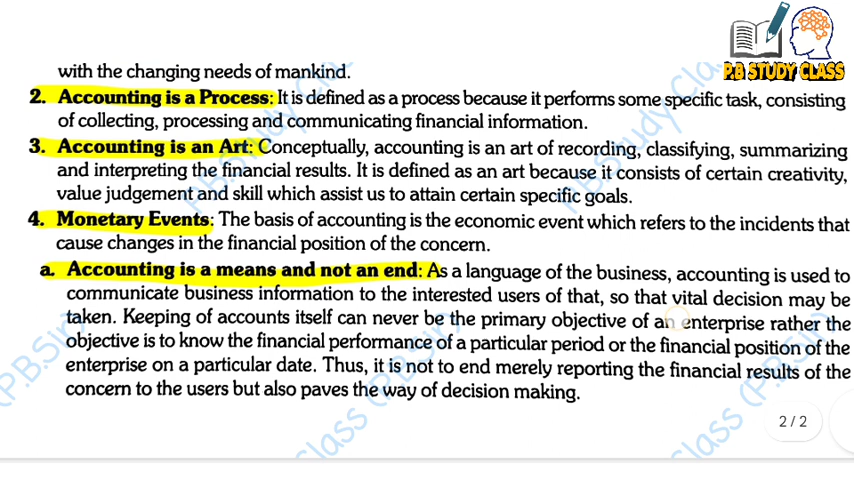 P.B STUDY CLASS
with the changing needs of mankind.
2. Accounting is a Process: It is defined as a process because it performs some specific task, consisting
of collecting, processing and communicating financial information.
3. Accounting is an Art: Conceptually, accounting is an art of recording, classifying, summarizing
and interpreting the financial results. It is defined as an art because it consists of certain creativity,
value judgement and skill which assist us to attain certain specific goals.
4. Monetary Events: The basis of accounting is the economic event which refers to the incidents that
cause changes in the financial position of the concern.
a. Accounting is a means and not an end: As a language of the business, accounting is used to
communicate business information to the interested users of that, so that vital decision may be
taken. Keeping of accounts itself can never be the primary objective of an enterprise rather the
objective is to know the financial performance of a particular period or the financial position of the
enterprise on a particular date. Thus, it is not to end merely reporting the financial results of the
concern to the users but also paves the way of decision making.
2 / 2